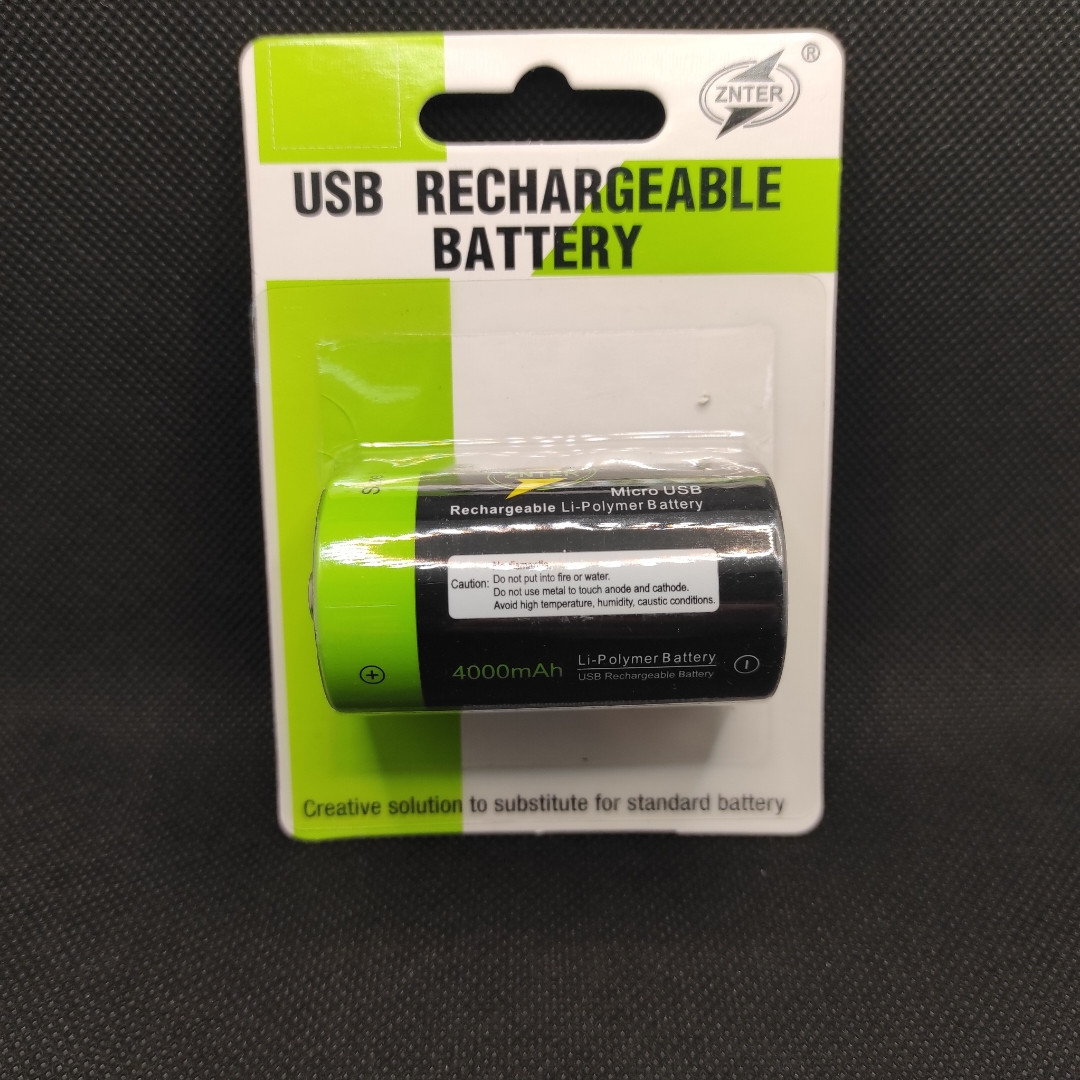 ZNTER ®
USB RECHARGEABLE
BATTERY
ZNTER
Micro USB
Rechargeable Li-Polymer Battery
Caution:
Do not put into fire or water.
Do not use metal to touch anode and cathode.
Avoid high temperature, humidity, caustic conditions.
+
4000mAh
Li-Polymer Battery
USB Rechargeable Battery
Creative solution to substitute for standard battery